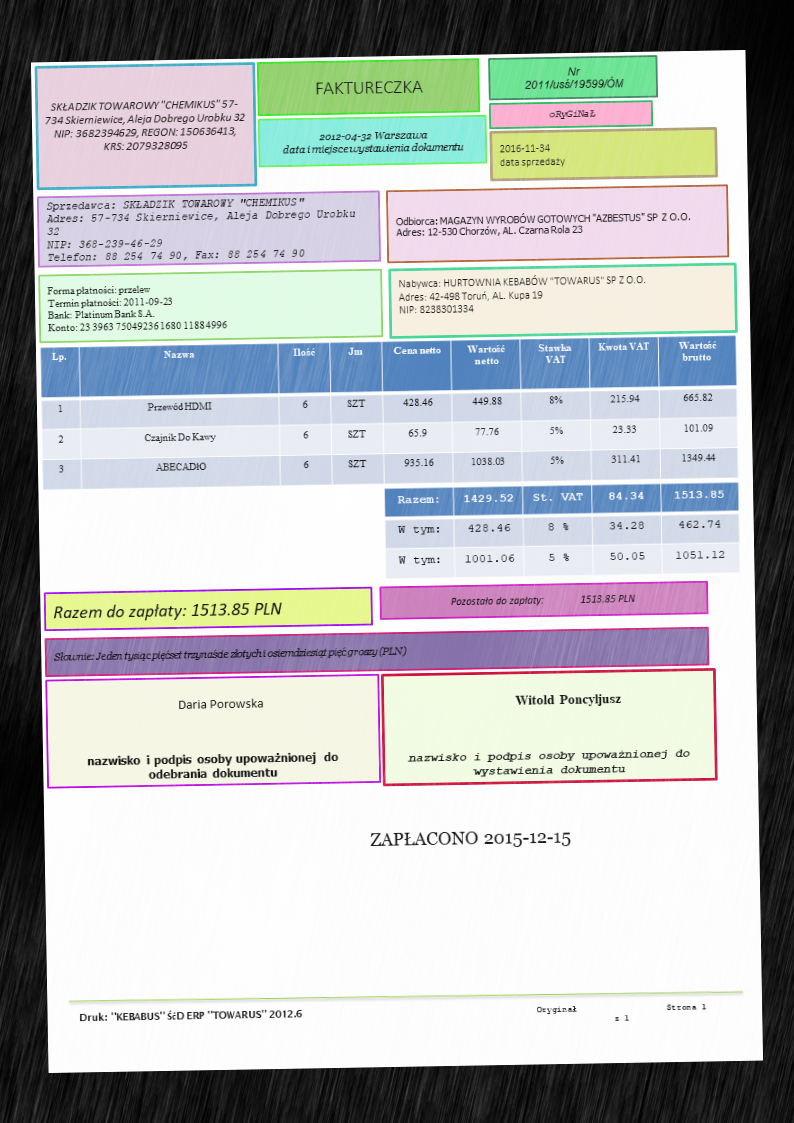 SKŁADZIK TOWAROWY "CHEMIKUS" 57-
734 Skierniewice, Aleja Dobrego Urobku 32
NIP: 3682394629, REGON: 150636413,
KRS: 2079328095
FAKTURECZKA
2012-04-32 Warszawa
data i miejsce wystawienia dokumentu
Nr
2011/usś/19599/ÓM
oRyGiNaŁ
2016-11-34
data sprzedaży
Sprzedawca: SKŁADZIK TOWAROWY "CHEMIKUS"
Adres: 57-734 Skierniewice, Aleja Dobrego Urobku
32
NIP: 368-239-46-29
Telefon: 88 254 74 90, Fax: 88 254 74 90
Odbiorca: MAGAZYN WYROBÓW GOTOWYCH "AZBESTUS" SP Z O.O.
Adres: 12-530 Chorzów, AL. Czarna Rola 23
Forma płatności: przelew
Termin płatności: 2011-09-23
Bank: Platinum Bank S.A.
Konto: 23 3963 750492361680 11884996
Nabywca: HURTOWNIA KEBABÓW "TOWARUS" SP Z O.O.
Adres: 42-498 Toruń, AL. Kupa 19
NIP: 8238301334
Lp. Nazwa Ilość Jm Cena netto Wartość netto Stawka VAT Kwota VAT Wartość brutto
1 Przewód HDMI 6 SZT 428.46 449.88 8% 215.94 665.82
2 Czajnik Do Kawy 6 SZT 65.9 77.76 5% 23.33 101.09
3 ABECADŁO 6 SZT 935.16 1038.03 5% 311.41 1349.44
Razem: 1429.52 St. VAT 84.34 1513.85
W tym: 428.46 8 % 34.28 462.74
W tym: 1001.06 5 % 50.05 1051.12
Razem do zapłaty: 1513.85 PLN
Pozostało do zapłaty: 1513.85 PLN
Słownie: Jeden tysiąc pięćset trzynaście złotych i osiemdziesiąt pięć groszy (PLN)
Daria Porowska
nazwisko i podpis osoby upoważnionej do
odebrania dokumentu
Witold Poncyljusz
nazwisko i podpis osoby upoważnionej do
wystawienia dokumentu
ZAPŁACONO 2015-12-15
Druk: "KEBABUS" ŚĆD ERP "TOWARUS" 2012.6
Oryginał
Strona 1
z 1